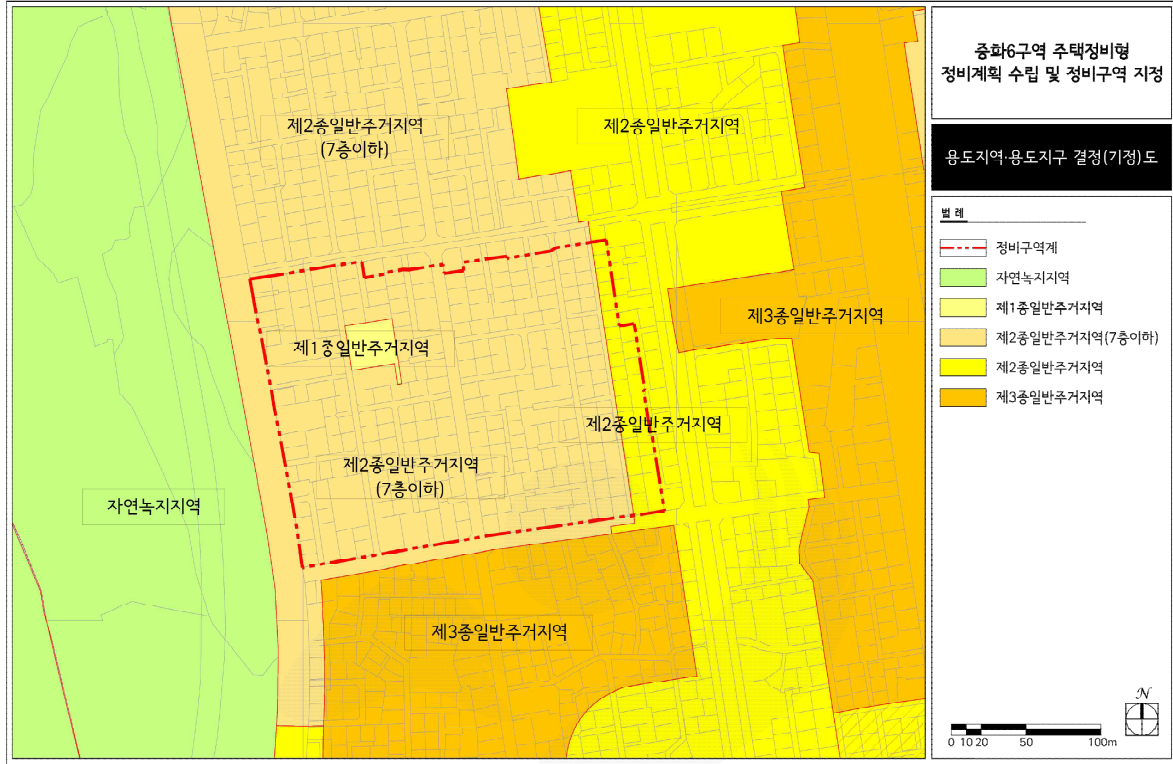 중화6구역 주택정비형
정비계획 수립 및 정비구역 지정
용도지역·용도지구 결정(기정)도
범 례
정비구역계
자연녹지지역
제1종일반주거지역
제2종일반주거지역(7층이하)
제2종일반주거지역
제3종일반주거지역
제2종일반주거지역
(7층이하)
제2종일반주거지역
제3종일반주거지역
제1종일반주거지역
제2종일반주거지역
제2종일반주거지역
(7층이하)
자연녹지지역
제3종일반주거지역
N
0 10 20 50 100m